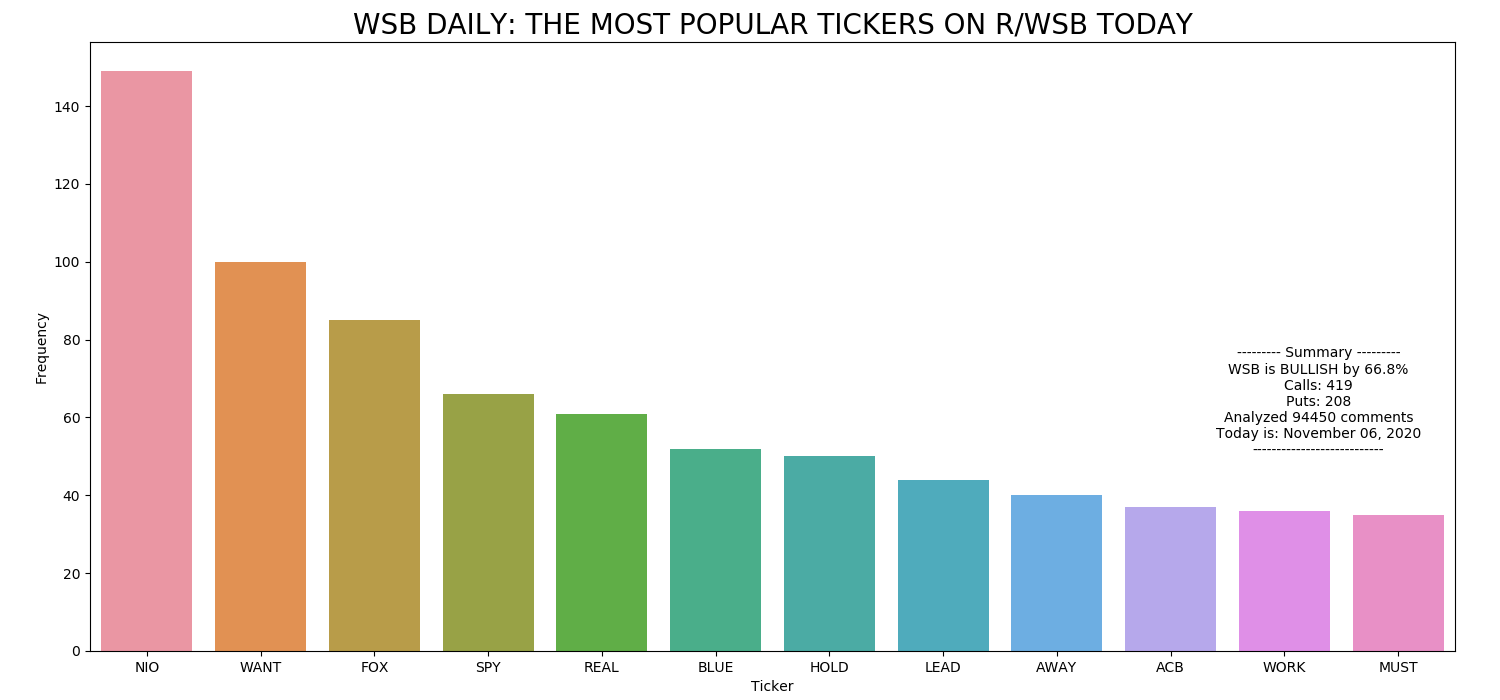 WSB DAILY: THE MOST POPULAR TICKERS ON R/WSB TODAY
140
120
100
80
60
40
20
0
Frequency
--------- Summary ---------
WSB is BULLISH by 66.8%
Calls: 419
Puts: 208
Analyzed 94450 comments
Today is: November 06, 2020
---------------------------
NIO WANT FOX SPY REAL BLUE HOLD LEAD AWAY ACB WORK MUST
Ticker